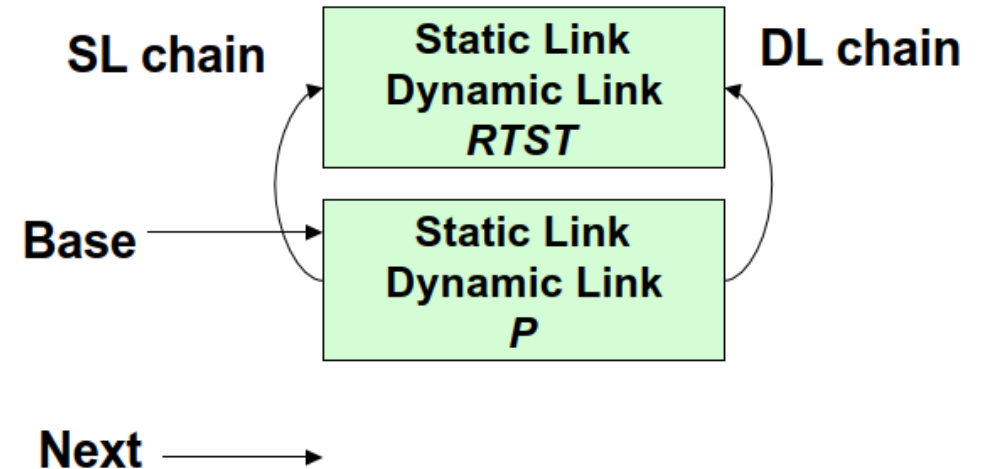 SL chain
Static Link
Dynamic Link
RTST
DL chain
Base
Static Link
Dynamic Link
P
Next